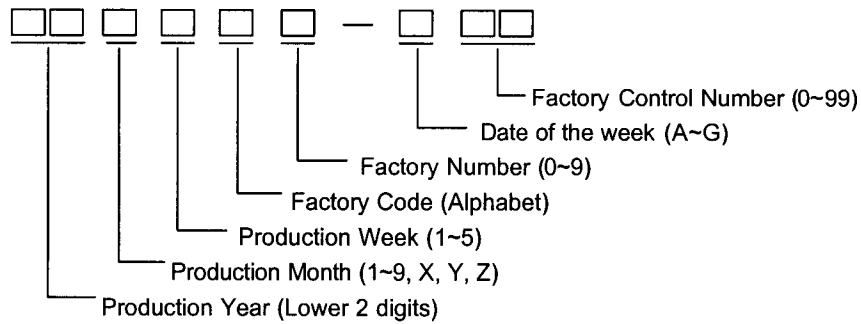 Factory Control Number (0~99)
Date of the week (A~G)
Factory Number (0~9)
Factory Code (Alphabet)
Production Week (1~5)
Production Month (1~9, X, Y, Z)
Production Year (Lower 2 digits)